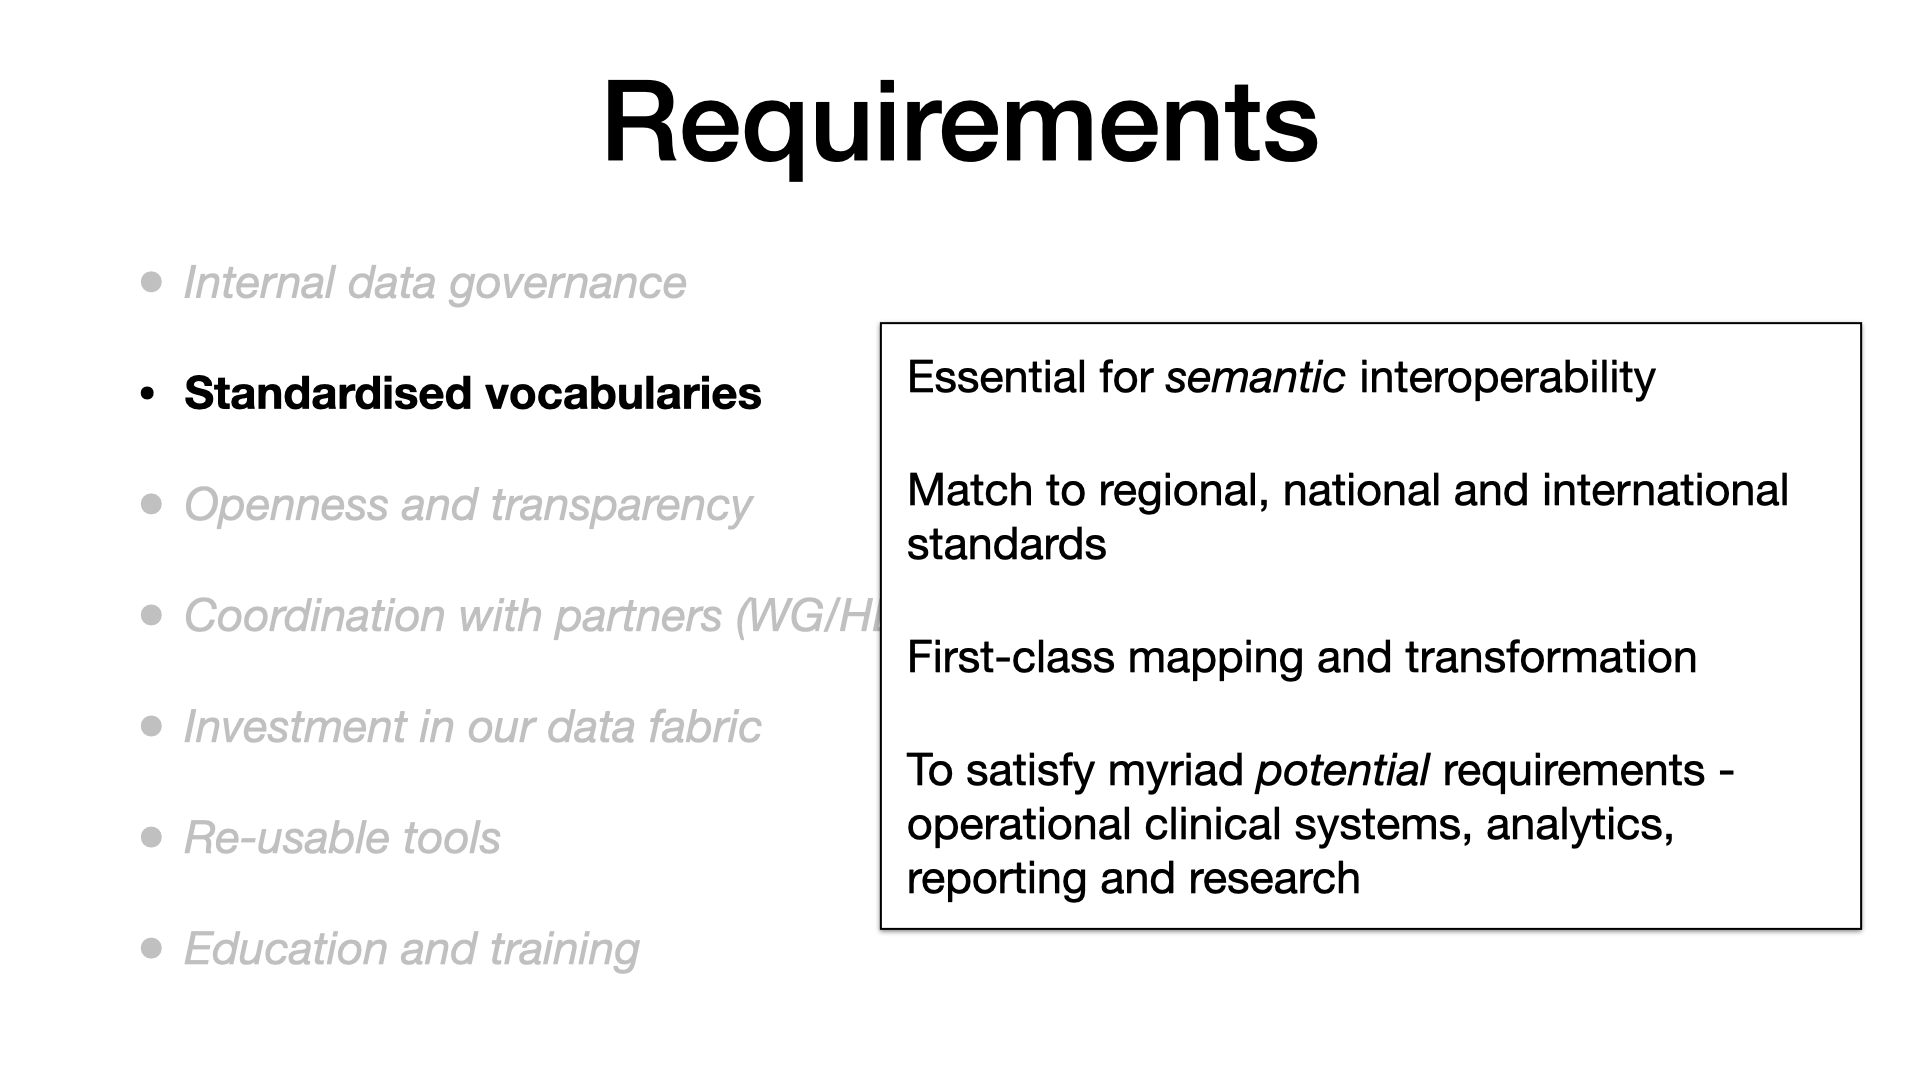 Requirements
• Internal data governance
• Standardised vocabularies
• Openness and transparency
• Coordination with partners
• Investment in our data fabric
• Re-usable tools
• Education and training
Essential for semantic interoperability
Match to regional, national and international
standards
First-class mapping and transformation
To satisfy myriad potential requirements -
operational clinical systems, analytics,
reporting and research